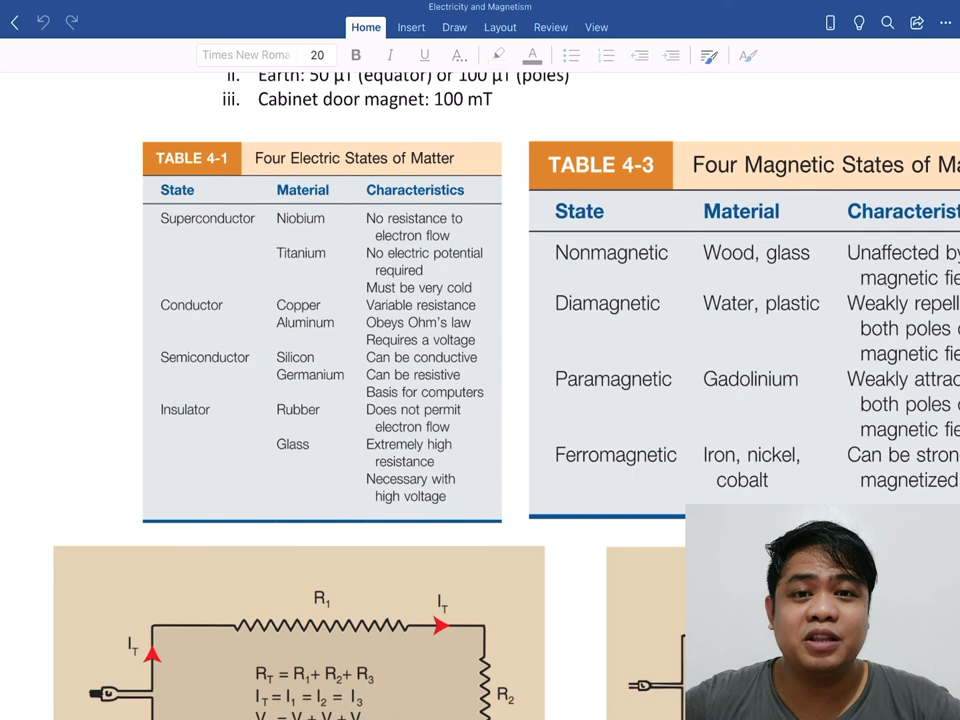 Electricity and Magnetism
Home Insert Draw Layout Review View
Times New Roma 20 B I U A...
ii. Earth: 50 µT (equator) or 100 µT (poles)
iii. Cabinet door magnet: 100 mT
TABLE 4-1 Four Electric States of Matter
State Material Characteristics
Superconductor Niobium No resistance to
electron flow
Titanium No electric potential
required
Must be very cold
Conductor Copper Variable resistance
Aluminum Obeys Ohm's law
Requires a voltage
Semiconductor Silicon Can be conductive
Germanium Can be resistive
Basis for computers
Insulator Rubber Does not permit
electron flow
Glass Extremely high
resistance
Necessary with
high voltage
TABLE 4-3 Four Magnetic States of Ma
State Material Characterist
Nonmagnetic Wood, glass Unaffected by
magnetic fie
Diamagnetic Water, plastic Weakly repell
both poles o
magnetic fie
Paramagnetic Gadolinium Weakly attrac
both poles o
magnetic fie
Ferromagnetic Iron, nickel, Can be stron
cobalt magnetized
R₁
I_T
I_T
R_T = R₁ + R₂ + R₃
I_T = I₁ = I₂ = I₃
R₂